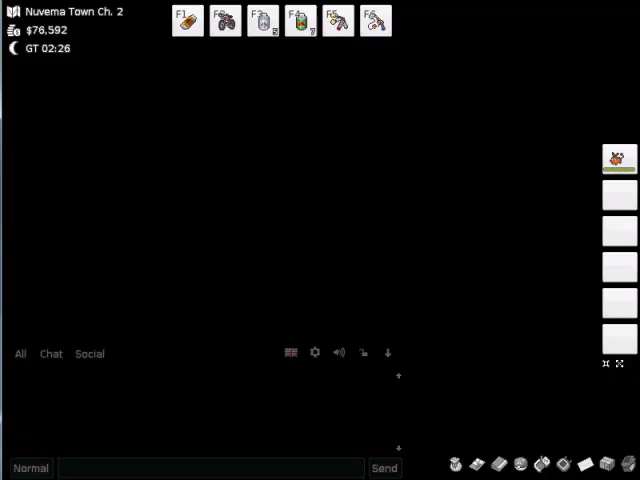 Nuvema Town Ch. 2
$76,592
GT 02:26
F1 F2 F3 F4 F5 F6
All Chat Social
Normal Send